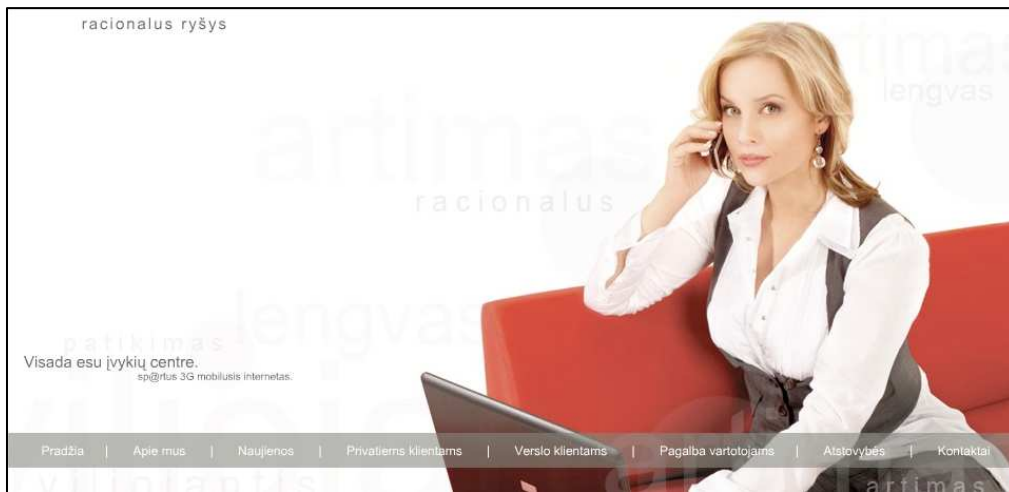 racionalus ryšys
artimas
lengvas
artimas
racionalus
lengvas
patikimas
Visada esu įvykių centre.
sp@rtus 3G mobilusis internetas.
Pradžia | Apie mus | Naujienos | Privatiems klientams | Verslo klientams | Pagalba vartotojams | Atstovybės | Kontaktai
viliojantis
artimas